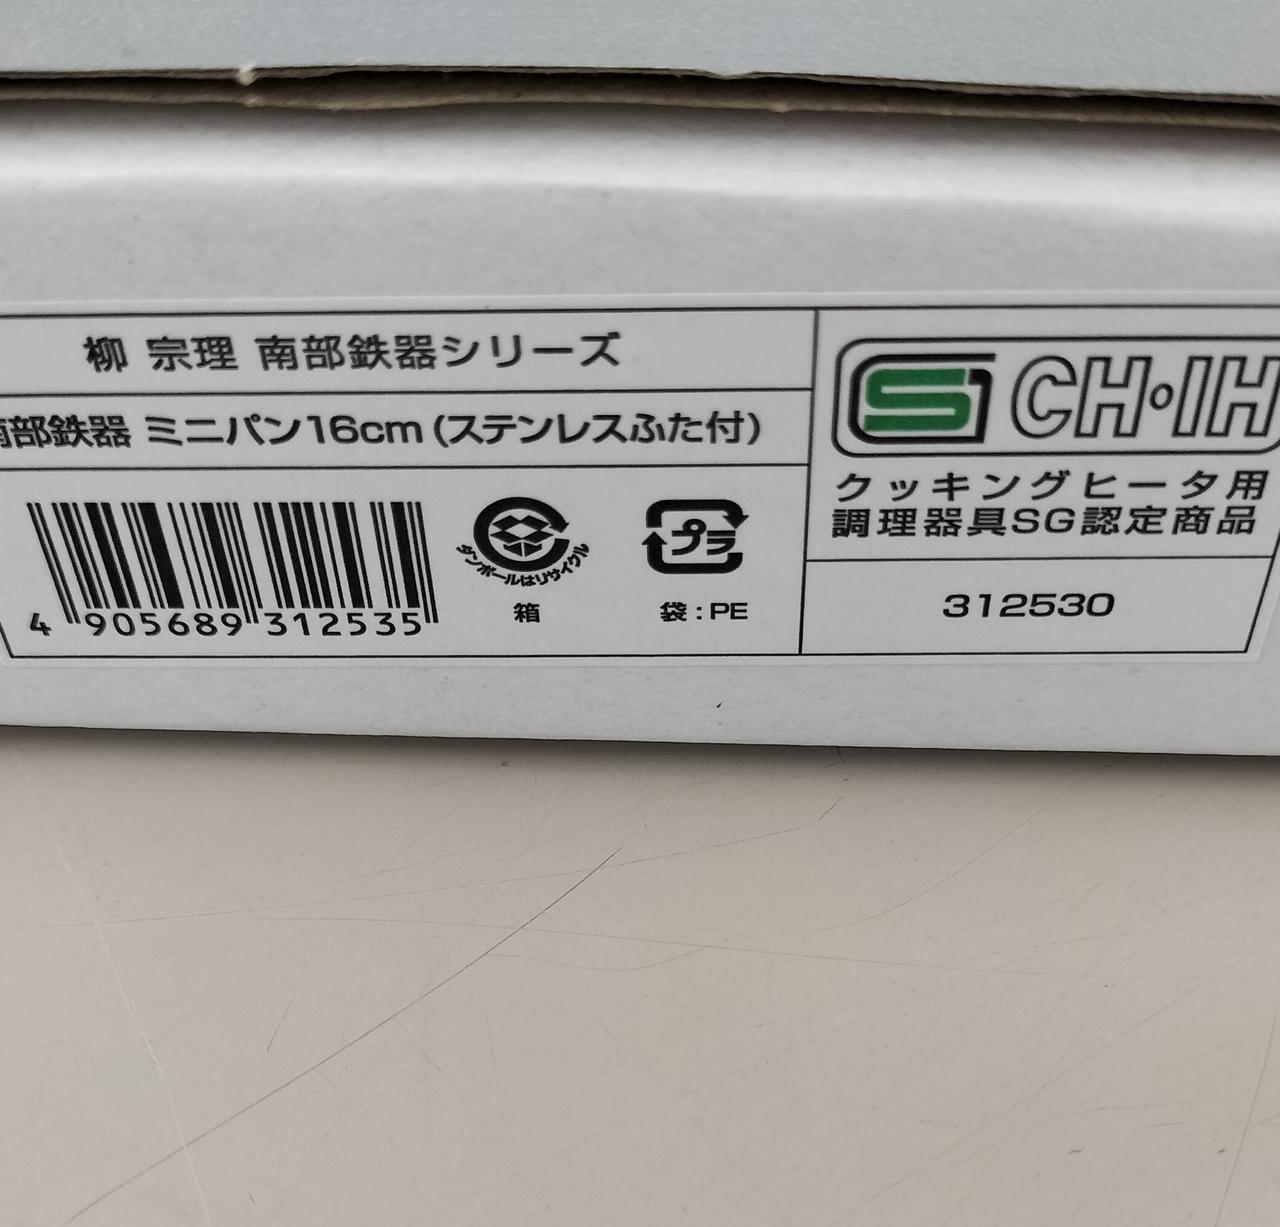 柳 宗理 南部鉄器シリーズ
南部鉄器 ミニパン16cm(ステンレスふた付)
4 905689 312535
ダンボールはリサイクル
箱
プラ
袋:PE
SG CH・IH
クッキングヒータ用
調理器具SG認定商品
312530